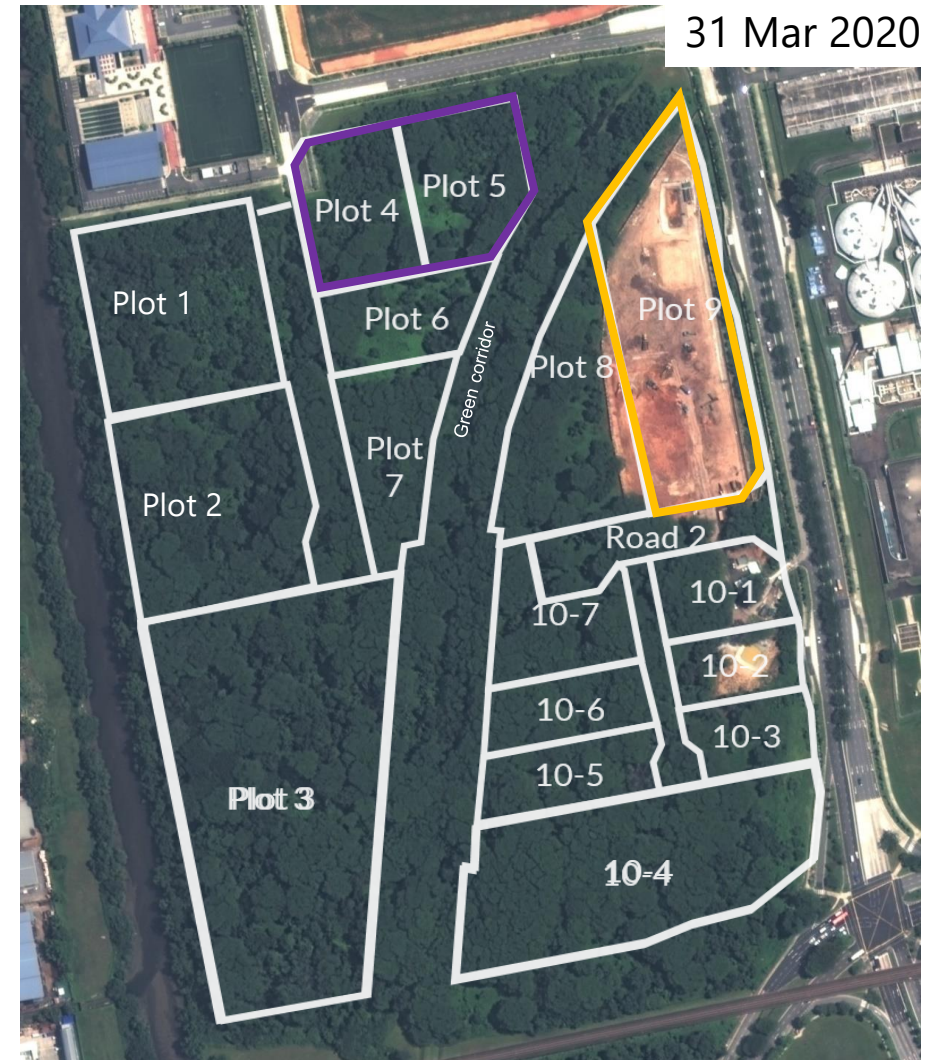 31 Mar 2020
Plot 5
Plot 4
Plot 1
Plot 9
Plot 6
Green corridor
Plot 8
Plot
7
Plot 2
Road 2
10-1
10-7
10-2
10-6
10-3
10-5
Plot 3
10-4